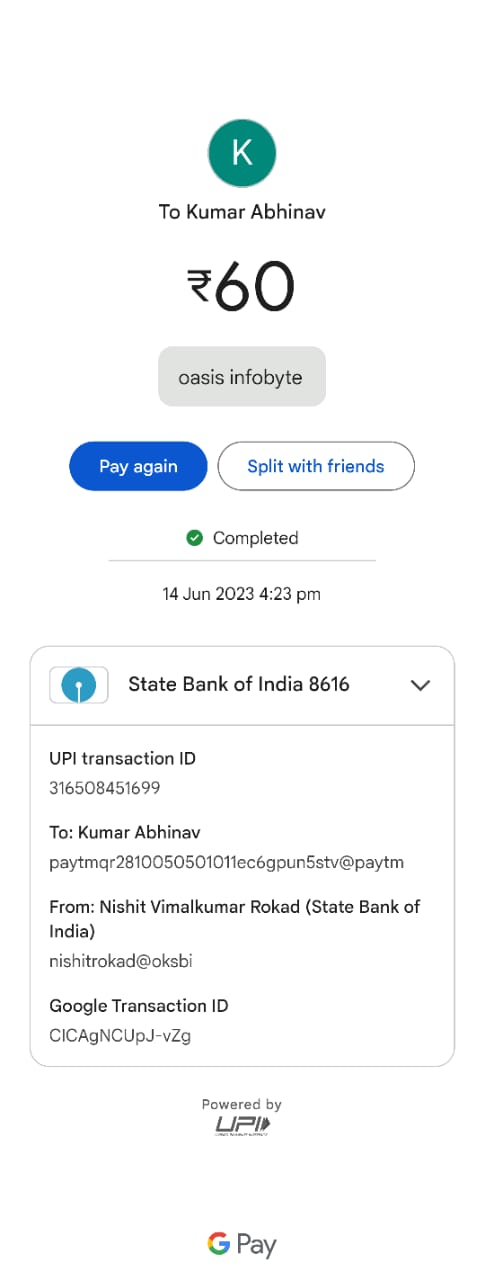 K
To Kumar Abhinav
₹60
oasis infobyte
Pay again
Split with friends
Completed
14 Jun 2023 4:23 pm
State Bank of India 8616
UPI transaction ID
316508451699
To: Kumar Abhinav
paytmqr2810050501011ec6gpun5stv@paytm
From: Nishit Vimalkumar Rokad (State Bank of
India)
nishitrokad@oksbi
Google Transaction ID
CICAgNCUpJ-vZg
Powered by
UPI
G Pay